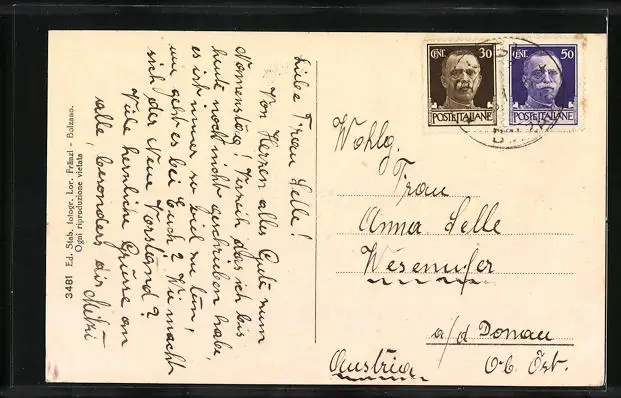 Liebe Frau Selle!
Von Herzen alles Gute zum
Namenstag! Verzeih dass ich bis
heute noch nicht geschrieben habe,
es ist immer so viel zu tun,
wie geht es bei Euch? Wie macht
sich der Neue Vorstand?
Viele herzliche Grüsse an
alle, besonders dir Mitzi
3481 Ed. Stab. fotogr. Lor. Fränzl - Bolzano.
Ogni riproduzione vietata
CENT. 30
POSTE ITALIANE
CENT. 50
POSTE ITALIANE
Wohlg.
Frau
Anna Selle
Wesenufer
a/d Donau
Austria Ob. Öst.